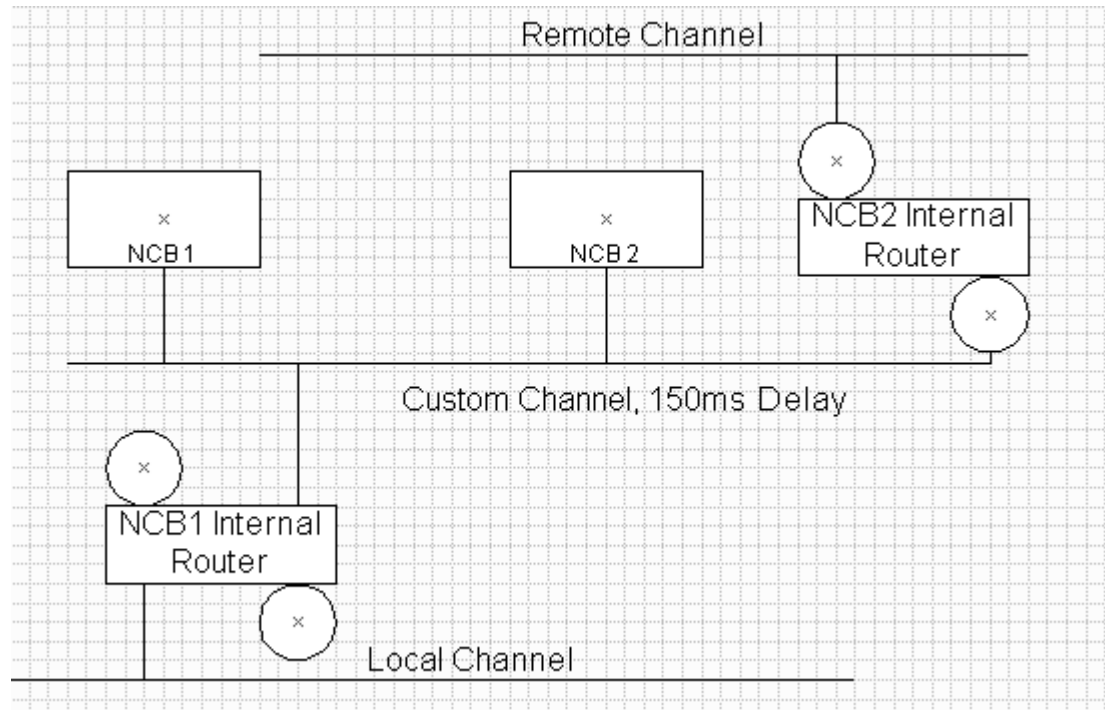 Remote Channel
NCB 1
NCB 2
NCB2 Internal
Router
Custom Channel, 150ms Delay
NCB1 Internal
Router
Local Channel